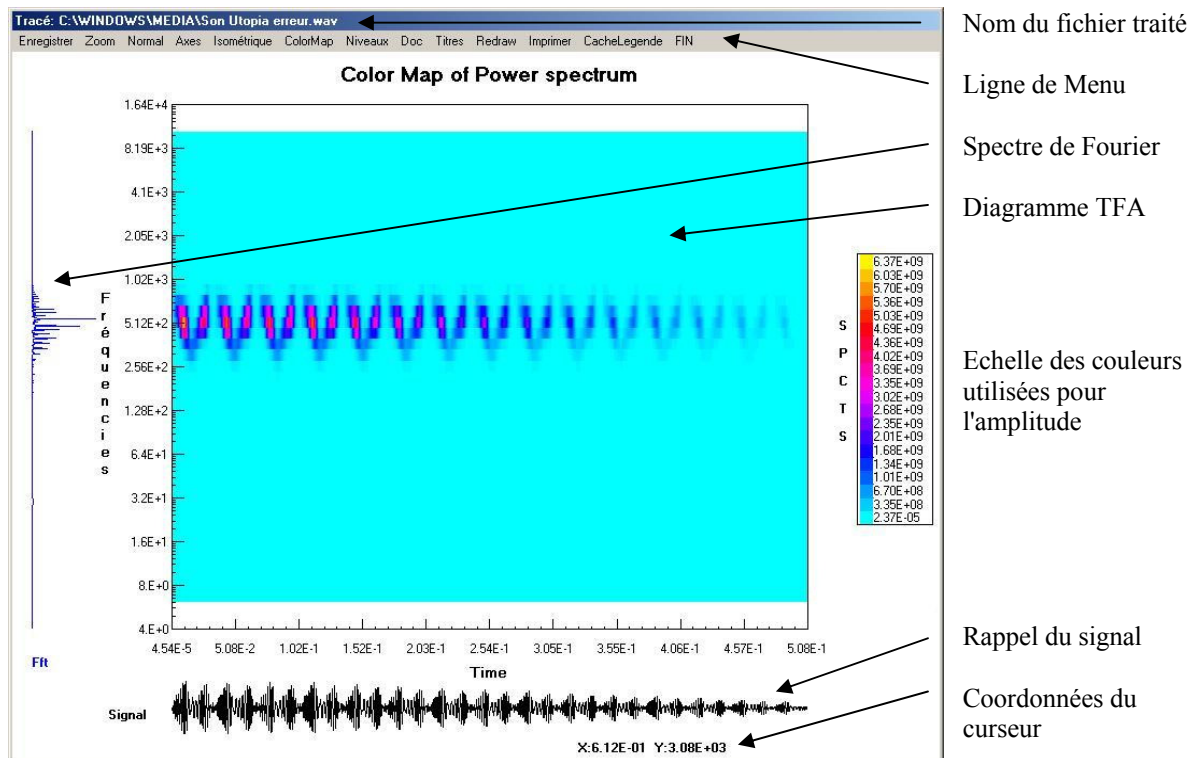 Tracé: C:\WINDOWS\MEDIA\Son Utopia erreur.wav
Enregistrer Zoom Normal Axes Isométrique ColorMap Niveaux Doc Titres Redraw Imprimer CacheLegende FIN
Color Map of Power spectrum
1.64E+4
8.19E+3
4.1E+3
2.05E+3
1.02E+3
5.12E+2
2.56E+2
1.28E+2
6.4E+1
3.2E+1
1.6E+1
8.E+0
4.E+0
Fréquencies
4.54E-5 5.08E-2 1.02E-1 1.52E-1 2.03E-1 2.54E-1 3.05E-1 3.55E-1 4.06E-1 4.57E-1 5.08E-1
Time
Fft
Signal
X:6.12E-01 Y:3.08E+03
SPCTS
6.37E+09
6.03E+09
5.70E+09
5.36E+09
5.03E+09
4.69E+09
4.36E+09
4.02E+09
3.69E+09
3.35E+09
3.02E+09
2.68E+09
2.35E+09
2.01E+09
1.68E+09
1.34E+09
1.01E+09
6.70E+08
3.35E+08
2.37E-05
Nom du fichier traité
Ligne de Menu
Spectre de Fourier
Diagramme TFA
Echelle des couleurs
utilisées pour
l'amplitude
Rappel du signal
Coordonnées du
curseur